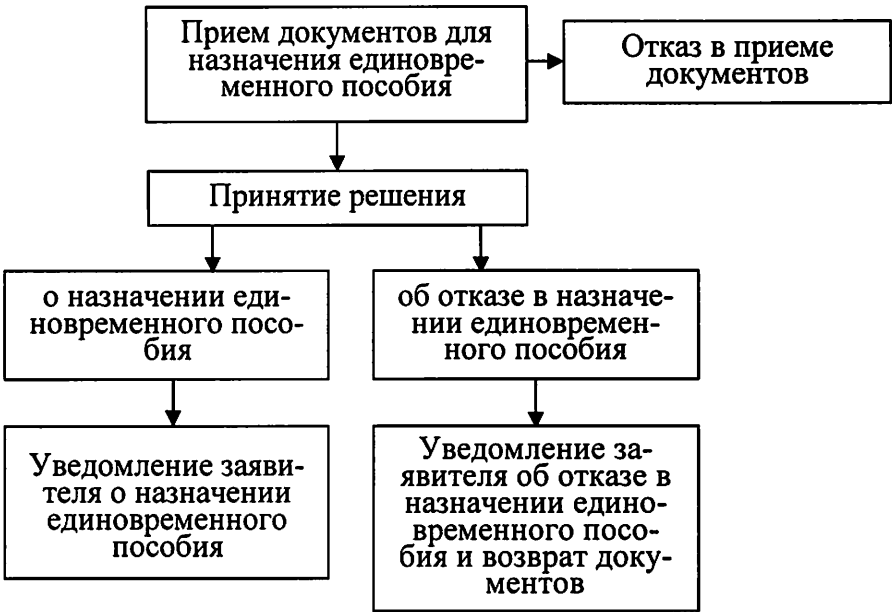 Прием документов для
назначения единовре-
менного пособия
Отказ в приеме
документов
Принятие решения
о назначении еди-
новременного посо-
бия
об отказе в назначе-
нии единовремен-
ного пособия
Уведомление заяви-
теля о назначении
единовременного
пособия
Уведомление за-
явителя об отказе в
назначении едино-
временного посо-
бия и возврат доку-
ментов